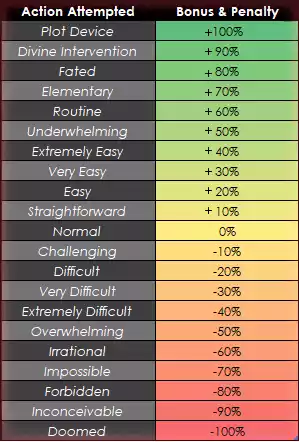 Action Attempted Bonus & Penalty
Plot Device +100%
Divine Intervention + 90%
Fated + 80%
Elementary + 70%
Routine + 60%
Underwhelming + 50%
Extremely Easy + 40%
Very Easy + 30%
Easy + 20%
Straightforward + 10%
Normal 0%
Challenging -10%
Difficult -20%
Very Difficult -30%
Extremely Difficult -40%
Overwhelming -50%
Irrational -60%
Impossible -70%
Forbidden -80%
Inconceivable -90%
Doomed -100%